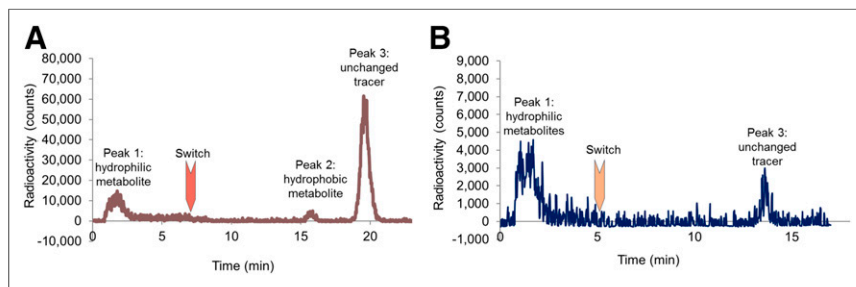 A
80,000
70,000
60,000
50,000
40,000
30,000
20,000
10,000
0
-10,000
Radioactivity (counts)
Peak 1:
hydrophilic
metabolite
Switch
Peak 2:
hydrophobic
metabolite
Peak 3:
unchanged
tracer
0 5 10 15 20
Time (min)
B
9,000
8,000
7,000
6,000
5,000
4,000
3,000
2,000
1,000
0
-1,000
Radioactivity (counts)
Peak 1:
hydrophilic
metabolites
Switch
Peak 3:
unchanged
tracer
0 5 10 15
Time (min)